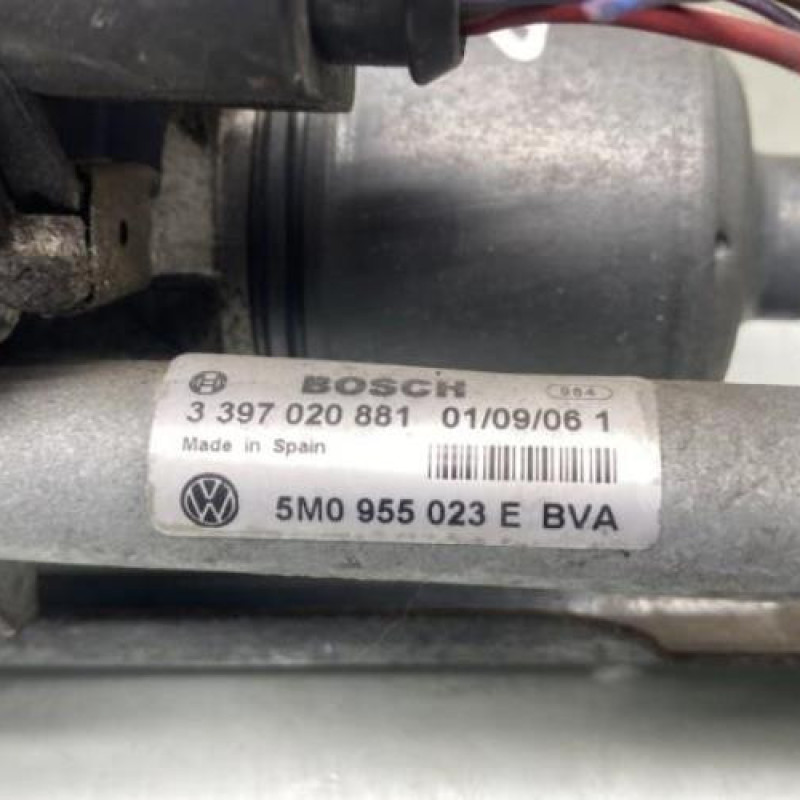 BOSCH 984
3 397 020 881 01/09/06 1
Made in Spain
5M0 955 023 E BVA